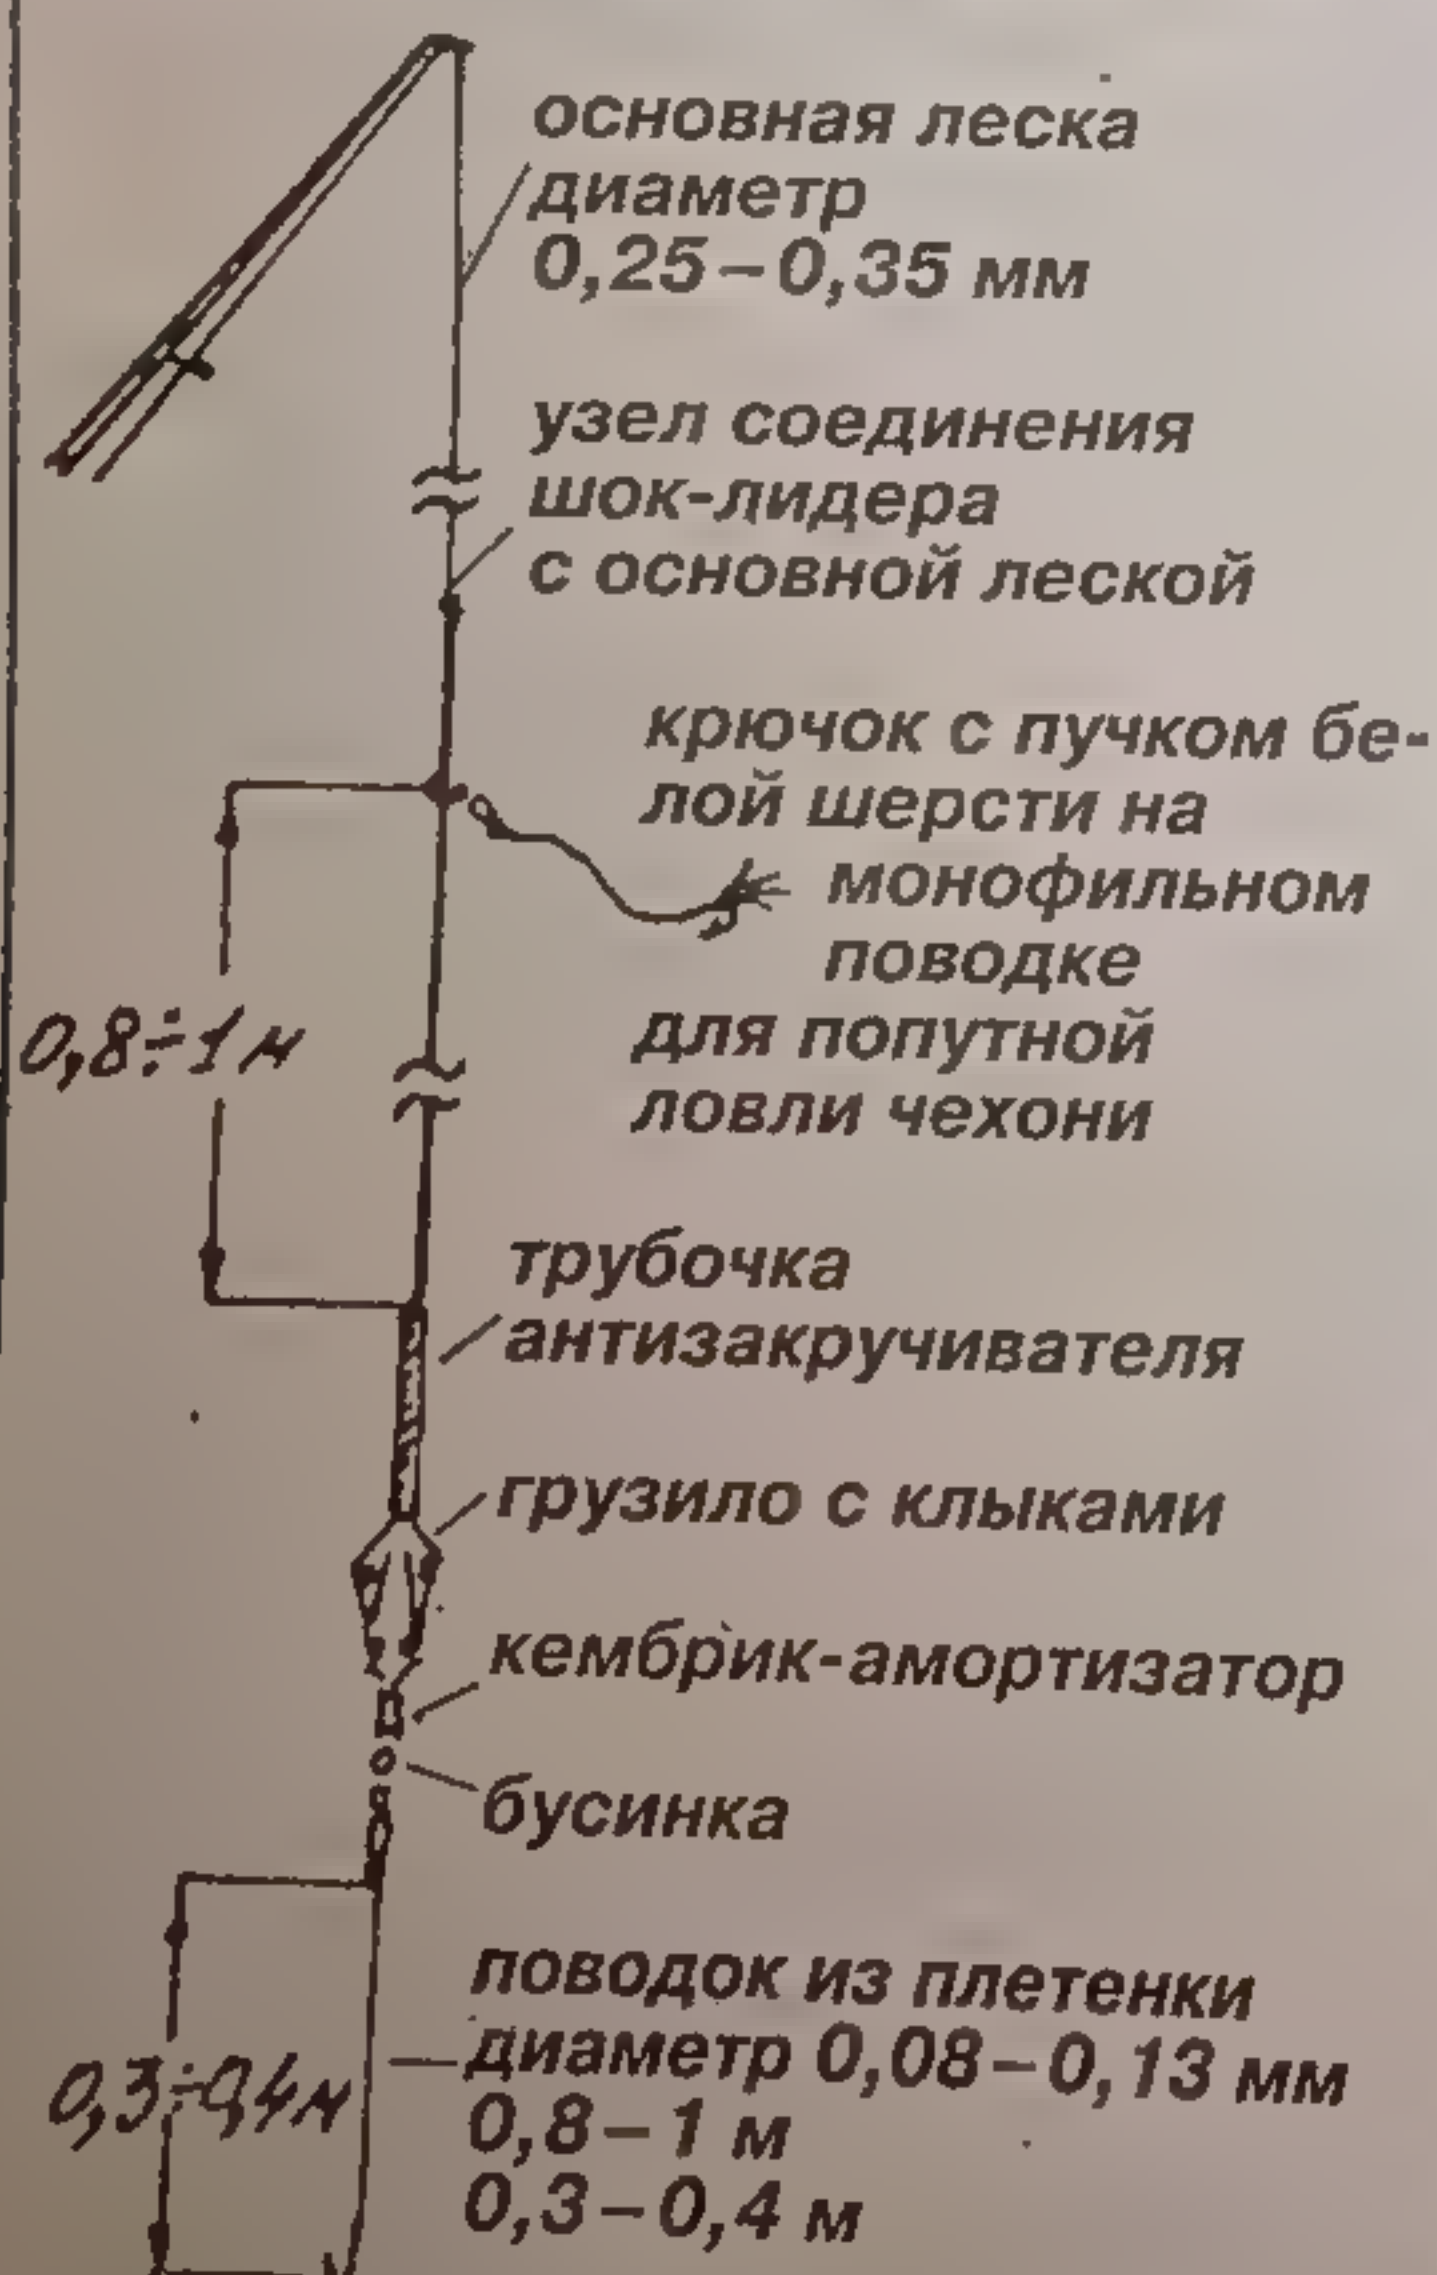 основная леска
диаметр
0,25–0,35 мм
узел соединения
шок-лидера
с основной леской
крючок с пучком бе-
лой шерсти на
монофильном
поводке
для попутной
ловли чехони
0,8÷1 м
трубочка
антизакручивателя
грузило с клыками
кембрик-амортизатор
бусинка
поводок из плетенки
диаметр 0,08–0,13 мм
0,8–1 м
0,3–0,4 м
0,3÷0,4м